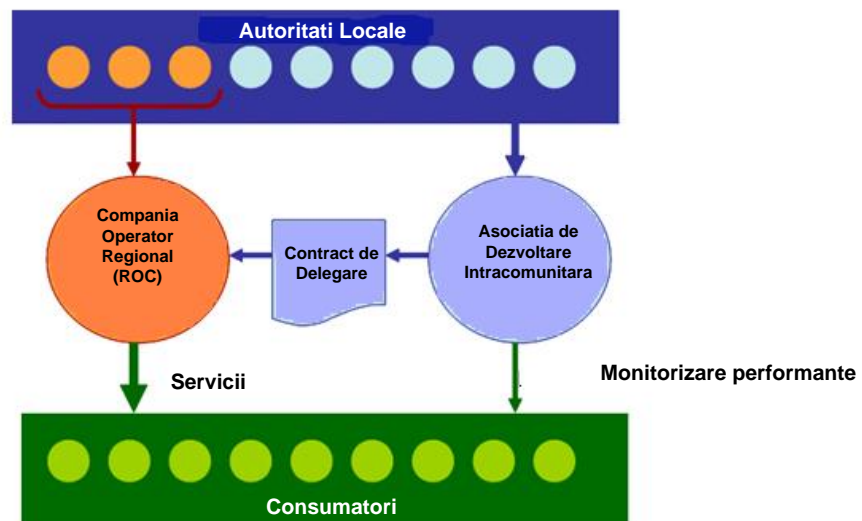 Autoritati Locale
Compania
Operator
Regional
(ROC)
Contract de
Delegare
Asociatia de
Dezvoltare
Intracomunitara
Servicii
Monitorizare performante
Consumatori